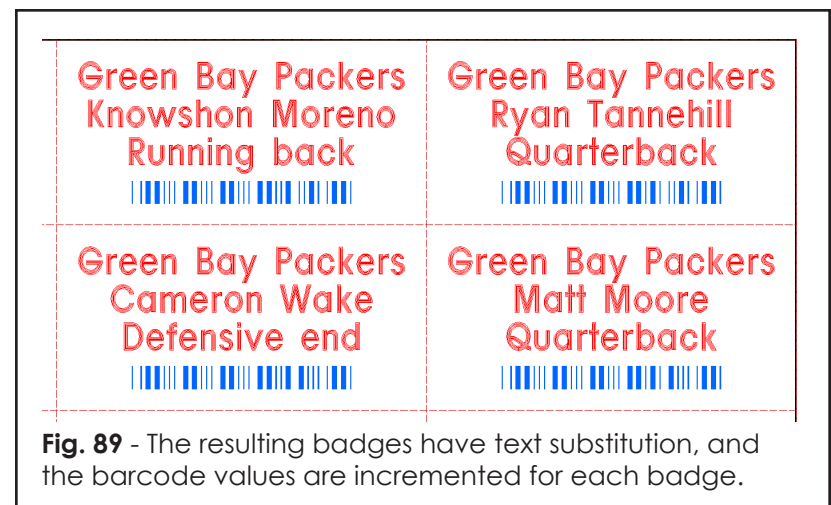 Green Bay Packers
Knowshon Moreno
Running back
Green Bay Packers
Ryan Tannehill
Quarterback
Green Bay Packers
Cameron Wake
Defensive end
Green Bay Packers
Matt Moore
Quarterback
Fig. 89 - The resulting badges have text substitution, and
the barcode values are incremented for each badge.